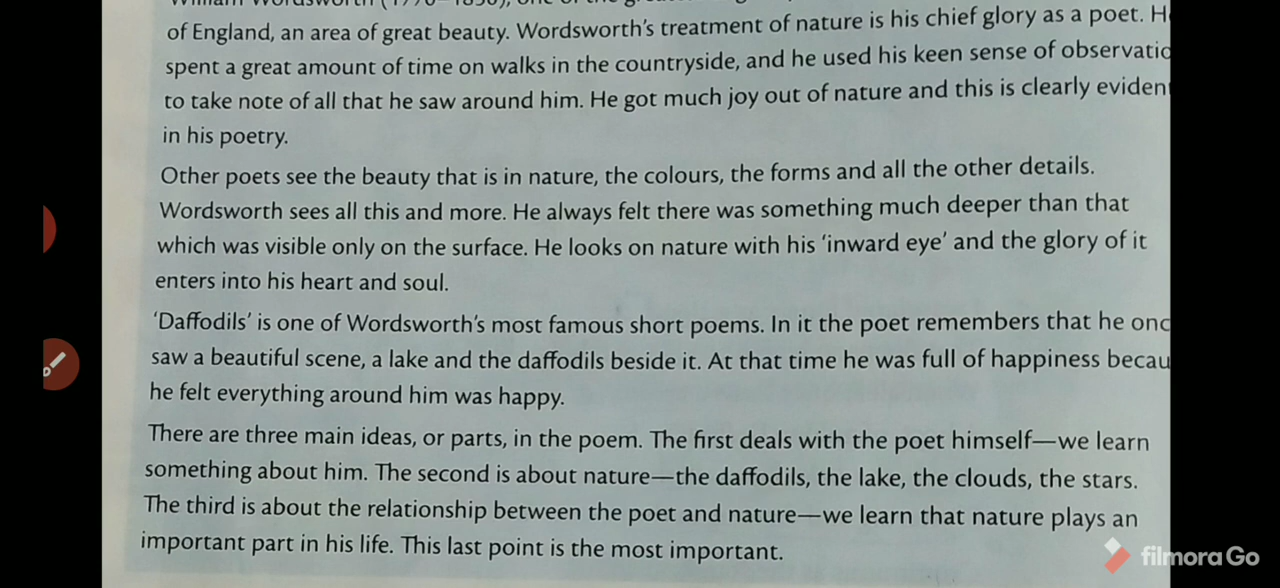 of England, an area of great beauty. Wordsworth's treatment of nature is his chief glory as a poet.
spent a great amount of time on walks in the countryside, and he used his keen sense of
to take note of all that he saw around him. He got much joy out of nature and this is clearly
in his poetry.
Other poets see the beauty that is in nature, the colours, the forms and all the other details.
Wordsworth sees all this and more. He always felt there was something much deeper than that
which was visible only on the surface. He looks on nature with his 'inward eye' and the glory of it
enters into his heart and soul.
'Daffodils' is one of Wordsworth's most famous short poems. In it the poet remembers that he
saw a beautiful scene, a lake and the daffodils beside it. At that time he was full of happiness
he felt everything around him was happy.
There are three main ideas, or parts, in the poem. The first deals with the poet himself—we learn
something about him. The second is about nature—the daffodils, the lake, the clouds, the stars.
The third is about the relationship between the poet and nature—we learn that nature plays an
important part in his life. This last point is the most important.
filmoraGo